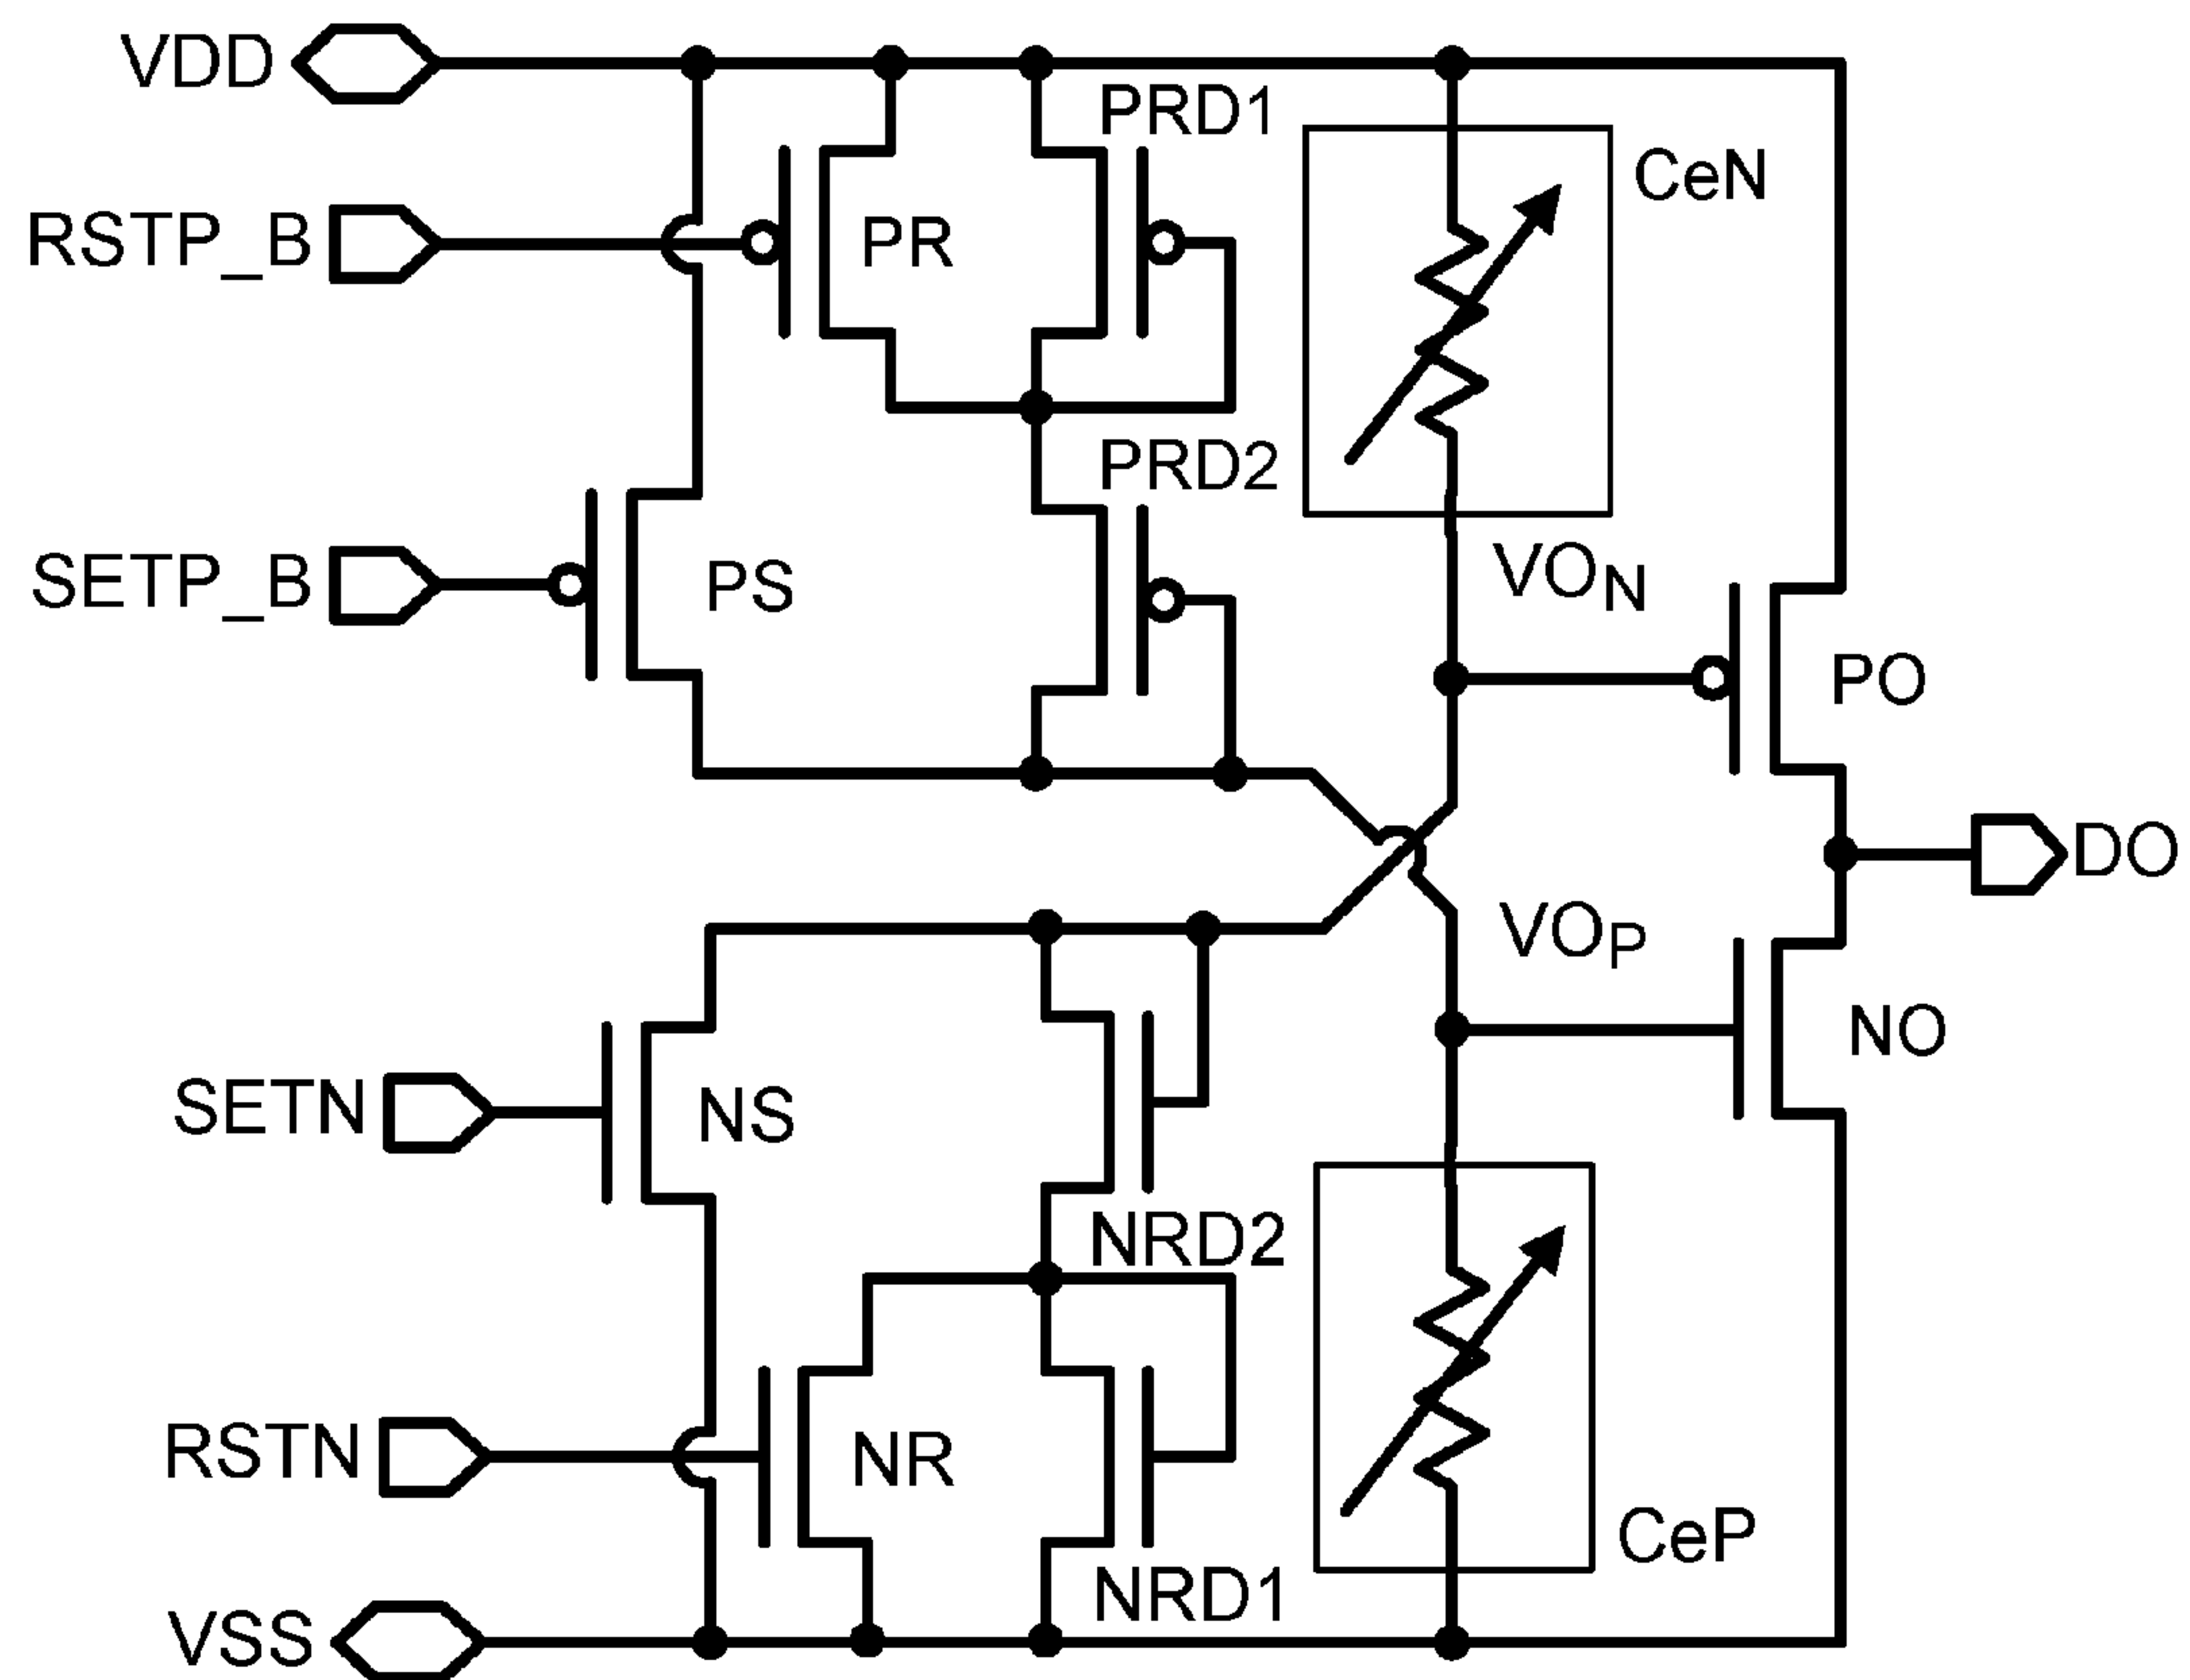 VDD
PRD1
CeN
RSTP_B
PR
PRD2
VON
SETP_B
PS
PO
DO
VOP
NO
SETN
NS
NRD2
RSTN
NR
CeP
NRD1
VSS